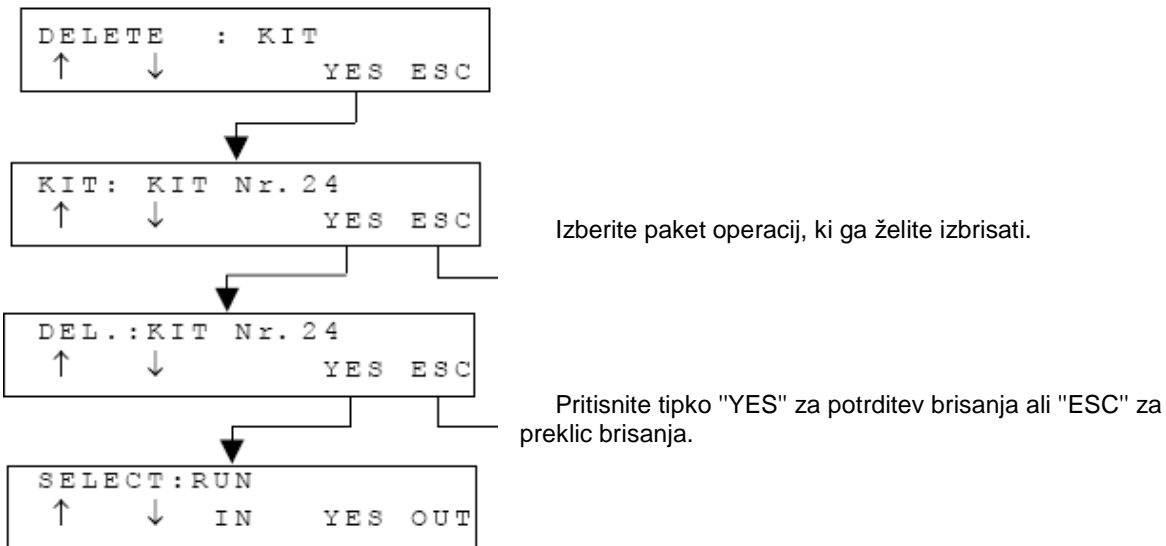 DELETE : KIT
↑ ↓ YES ESC
KIT: KIT Nr.24
↑ ↓ YES ESC
Izberite paket operacij, ki ga želite izbrisati.
DEL.:KIT Nr.24
↑ ↓ YES ESC
Pritisnite tipko "YES" za potrditev brisanja ali "ESC" za
preklic brisanja.
SELECT:RUN
↑ ↓ IN YES OUT